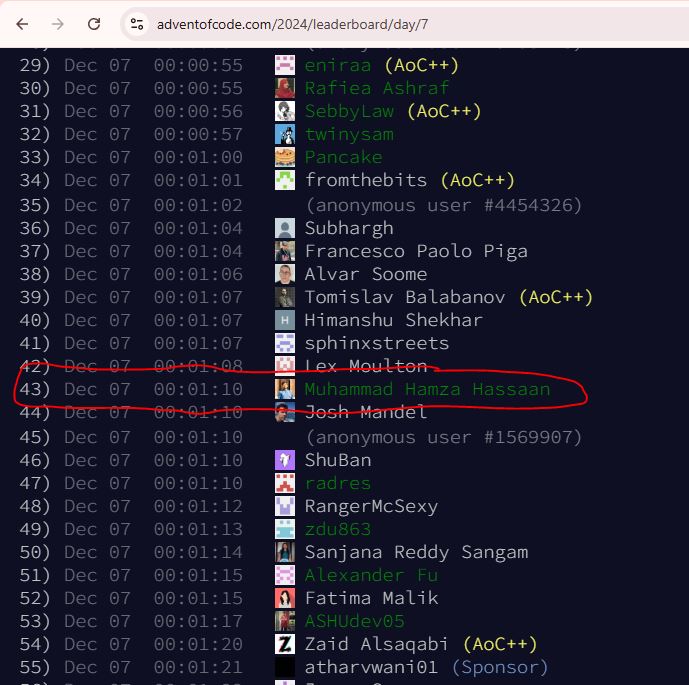 adventofcode.com/2024/leaderboard/day/7
29) Dec 07 00:00:55 eniraa (AoC++)
30) Dec 07 00:00:55 Rafiea Ashraf
31) Dec 07 00:00:56 SebbyLaw (AoC++)
32) Dec 07 00:00:57 twinysam
33) Dec 07 00:01:00 Pancake
34) Dec 07 00:01:01 fromthebits (AoC++)
35) Dec 07 00:01:02 (anonymous user #4454326)
36) Dec 07 00:01:04 Subhargh
37) Dec 07 00:01:04 Francesco Paolo Piga
38) Dec 07 00:01:06 Alvar Soome
39) Dec 07 00:01:07 Tomislav Balabanov (AoC++)
40) Dec 07 00:01:07 H Himanshu Shekhar
41) Dec 07 00:01:07 sphinxstreets
42) Dec 07 00:01:08 Lex Moulton
43) Dec 07 00:01:10 Muhammad Hamza Hassaan
44) Dec 07 00:01:10 Josh Mandel
45) Dec 07 00:01:10 (anonymous user #1569907)
46) Dec 07 00:01:10 ShuBan
47) Dec 07 00:01:10 radres
48) Dec 07 00:01:12 RangerMcSexy
49) Dec 07 00:01:13 zdu863
50) Dec 07 00:01:14 Sanjana Reddy Sangam
51) Dec 07 00:01:15 Alexander Fu
52) Dec 07 00:01:15 Fatima Malik
53) Dec 07 00:01:17 ASHUdev05
54) Dec 07 00:01:20 Zaid Alsaqabi (AoC++)
55) Dec 07 00:01:21 atharvwani01 (Sponsor)